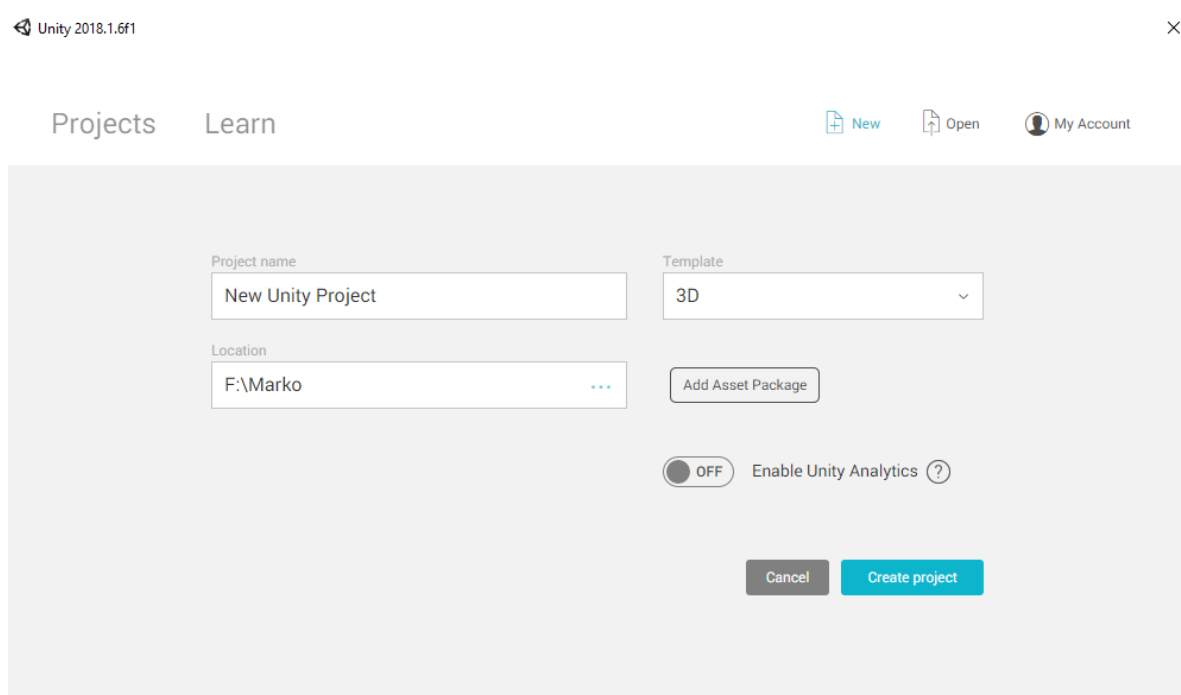 Unity 2018.1.6f1
Projects Learn New Open My Account
Project name Template
New Unity Project 3D
Location
F:\Marko ... Add Asset Package
OFF Enable Unity Analytics ?
Cancel Create project